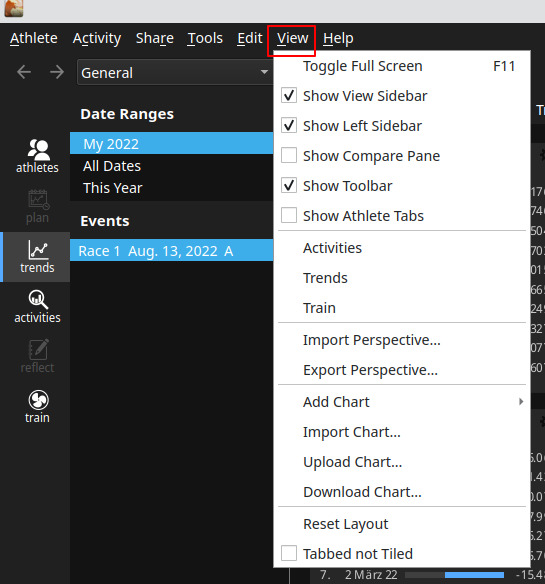 Athlete Activity Share Tools Edit View Help
General
Date Ranges
My 2022
All Dates
This Year
Events
Race 1 Aug. 13, 2022 A
athletes
plan
trends
activities
reflect
train
Toggle Full Screen F11
Show View Sidebar
Show Left Sidebar
Show Compare Pane
Show Toolbar
Show Athlete Tabs
Activities
Trends
Train
Import Perspective...
Export Perspective...
Add Chart
Import Chart...
Upload Chart...
Download Chart...
Reset Layout
Tabbed not Tiled
7. 2 März 22